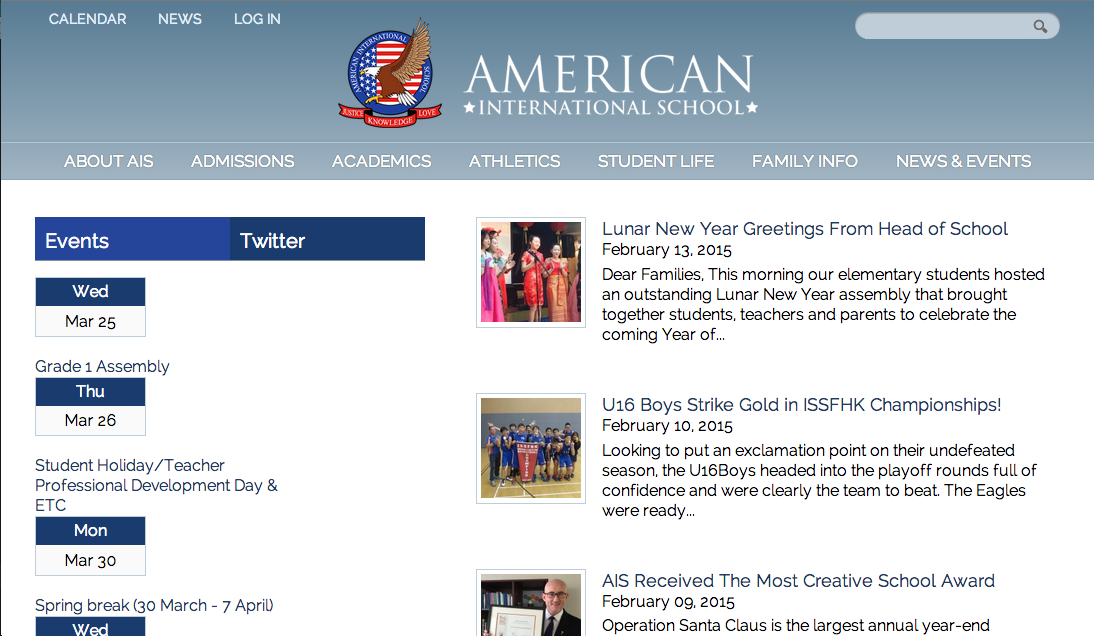 CALENDAR NEWS LOG IN
AMERICAN INTERNATIONAL SCHOOL
JUSTICE KNOWLEDGE LOVE
AMERICAN
INTERNATIONAL SCHOOL
ABOUT AIS ADMISSIONS ACADEMICS ATHLETICS STUDENT LIFE FAMILY INFO NEWS & EVENTS
Events Twitter
Wed
Mar 25
Grade 1 Assembly
Thu
Mar 26
Student Holiday/Teacher
Professional Development Day &
ETC
Mon
Mar 30
Spring break (30 March - 7 April)
Wed
Lunar New Year Greetings From Head of School
February 13, 2015
Dear Families, This morning our elementary students hosted
an outstanding Lunar New Year assembly that brought
together students, teachers and parents to celebrate the
coming Year of...
U16 Boys Strike Gold in ISSFHK Championships!
February 10, 2015
Looking to put an exclamation point on their undefeated
season, the U16Boys headed into the playoff rounds full of
confidence and were clearly the team to beat. The Eagles
were ready...
AIS Received The Most Creative School Award
February 09, 2015
Operation Santa Claus is the largest annual year-end